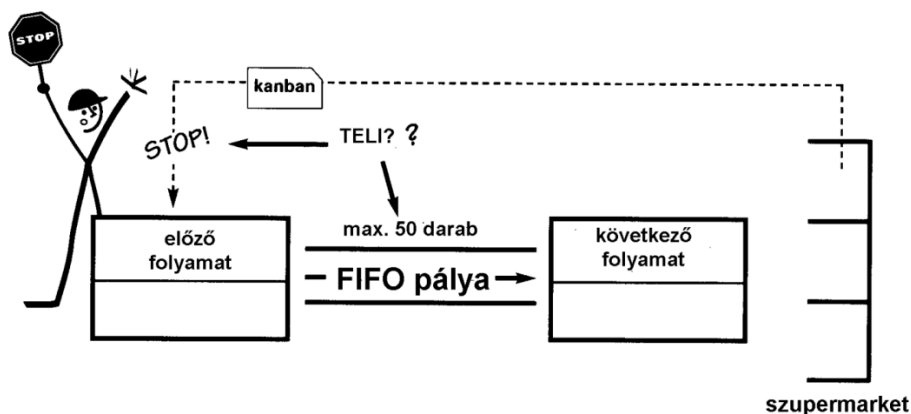 STOP
kanban
STOP!
TELI? ?
max. 50 darab
előző
folyamat
FIFO pálya
következő
folyamat
szupermarket